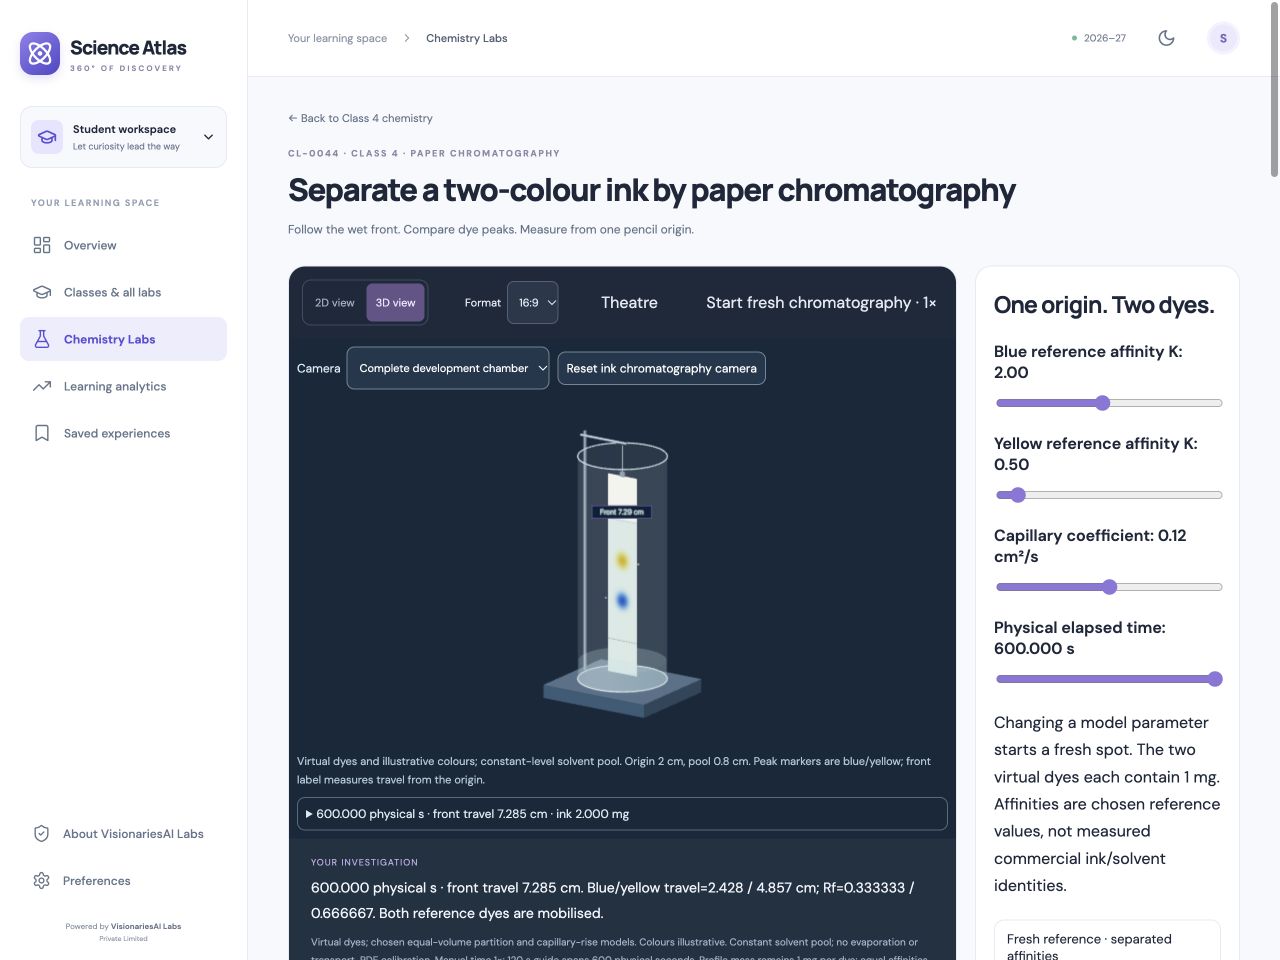 Science Atlas
360° OF DISCOVERY
Student workspace
Let curiosity lead the way
YOUR LEARNING SPACE
Overview
Classes & all labs
Chemistry Labs
Learning analytics
Saved experiences
About VisionariesAI Labs
Preferences
Powered by VisionariesAI Labs
Private Limited
Your learning space > Chemistry Labs
2026–27
S
← Back to Class 4 chemistry
CL-0044 · CLASS 4 · PAPER CHROMATOGRAPHY
Separate a two-colour ink by paper chromatography
Follow the wet front. Compare dye peaks. Measure from one pencil origin.
2D view 3D view Format 16:9 Theatre Start fresh chromatography · 1×
Camera Complete development chamber Reset ink chromatography camera
Front 7.29 cm
Virtual dyes and illustrative colours; constant-level solvent pool. Origin 2 cm, pool 0.8 cm. Peak markers are blue/yellow; front
label measures travel from the origin.
▶ 600.000 physical s · front travel 7.285 cm · ink 2.000 mg
YOUR INVESTIGATION
600.000 physical s · front travel 7.285 cm. Blue/yellow travel=2.428 / 4.857 cm; Rf=0.333333 /
0.666667. Both reference dyes are mobilised.
Virtual dyes; chosen equal-volume partition and capillary-rise models. Colours illustrative. Constant solvent pool; no evaporation or
One origin. Two dyes.
Blue reference affinity K:
2.00
Yellow reference affinity K:
0.50
Capillary coefficient: 0.12
cm²/s
Physical elapsed time:
600.000 s
Changing a model parameter
starts a fresh spot. The two
virtual dyes each contain 1 mg.
Affinities are chosen reference
values, not measured
commercial ink/solvent
identities.
Fresh reference · separated
affinities